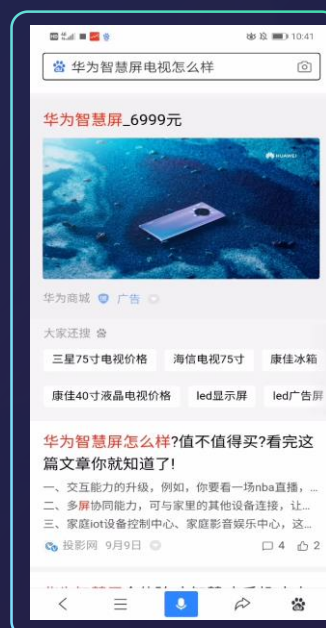 10:41
华为智慧屏电视怎么样
华为智慧屏_6999元
HUAWEI
华为商城 广告
大家还搜
三星75寸电视价格 海信电视75寸 康佳冰箱
康佳40寸液晶电视价格 led显示屏 led广告屏
华为智慧屏怎么样?值不值得买?看完这
篇文章你就知道了!
一、交互能力的升级，例如，你要看一场nba直播，...
二、多屏协同能力，可与家里的其他设备连接，让...
三、家庭iot设备控制中心、家庭影音娱乐中心，这...
投影网 9月9日 4 2